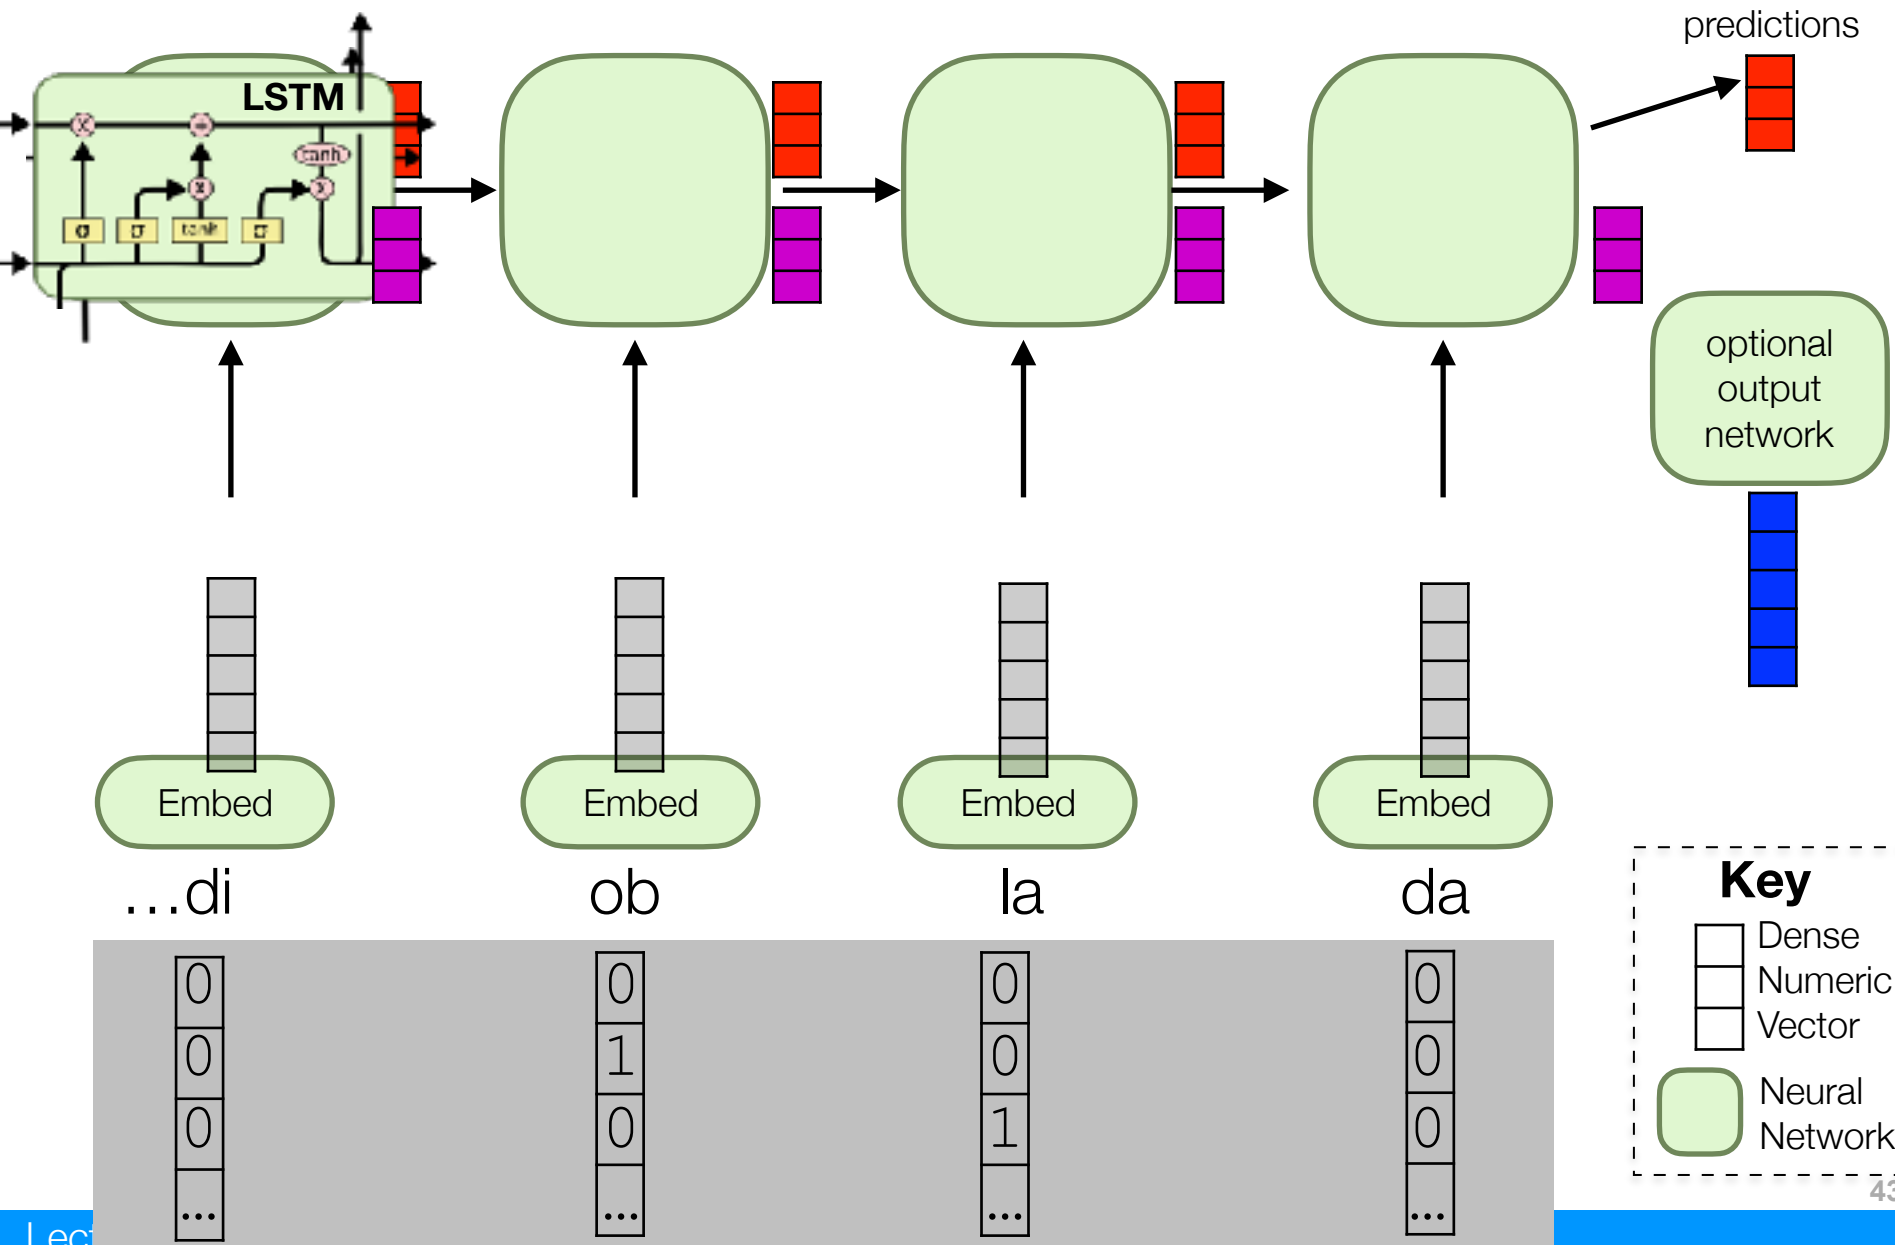 predictions
LSTM
x
+
tanh
x
x
σ
σ
tanh
σ
optional
output
network
Embed
Embed
Embed
Embed
...di
ob
la
da
0
0
0
...
0
1
0
...
0
0
1
...
0
0
0
...
Key
Dense
Numeric
Vector
Neural
Network
43